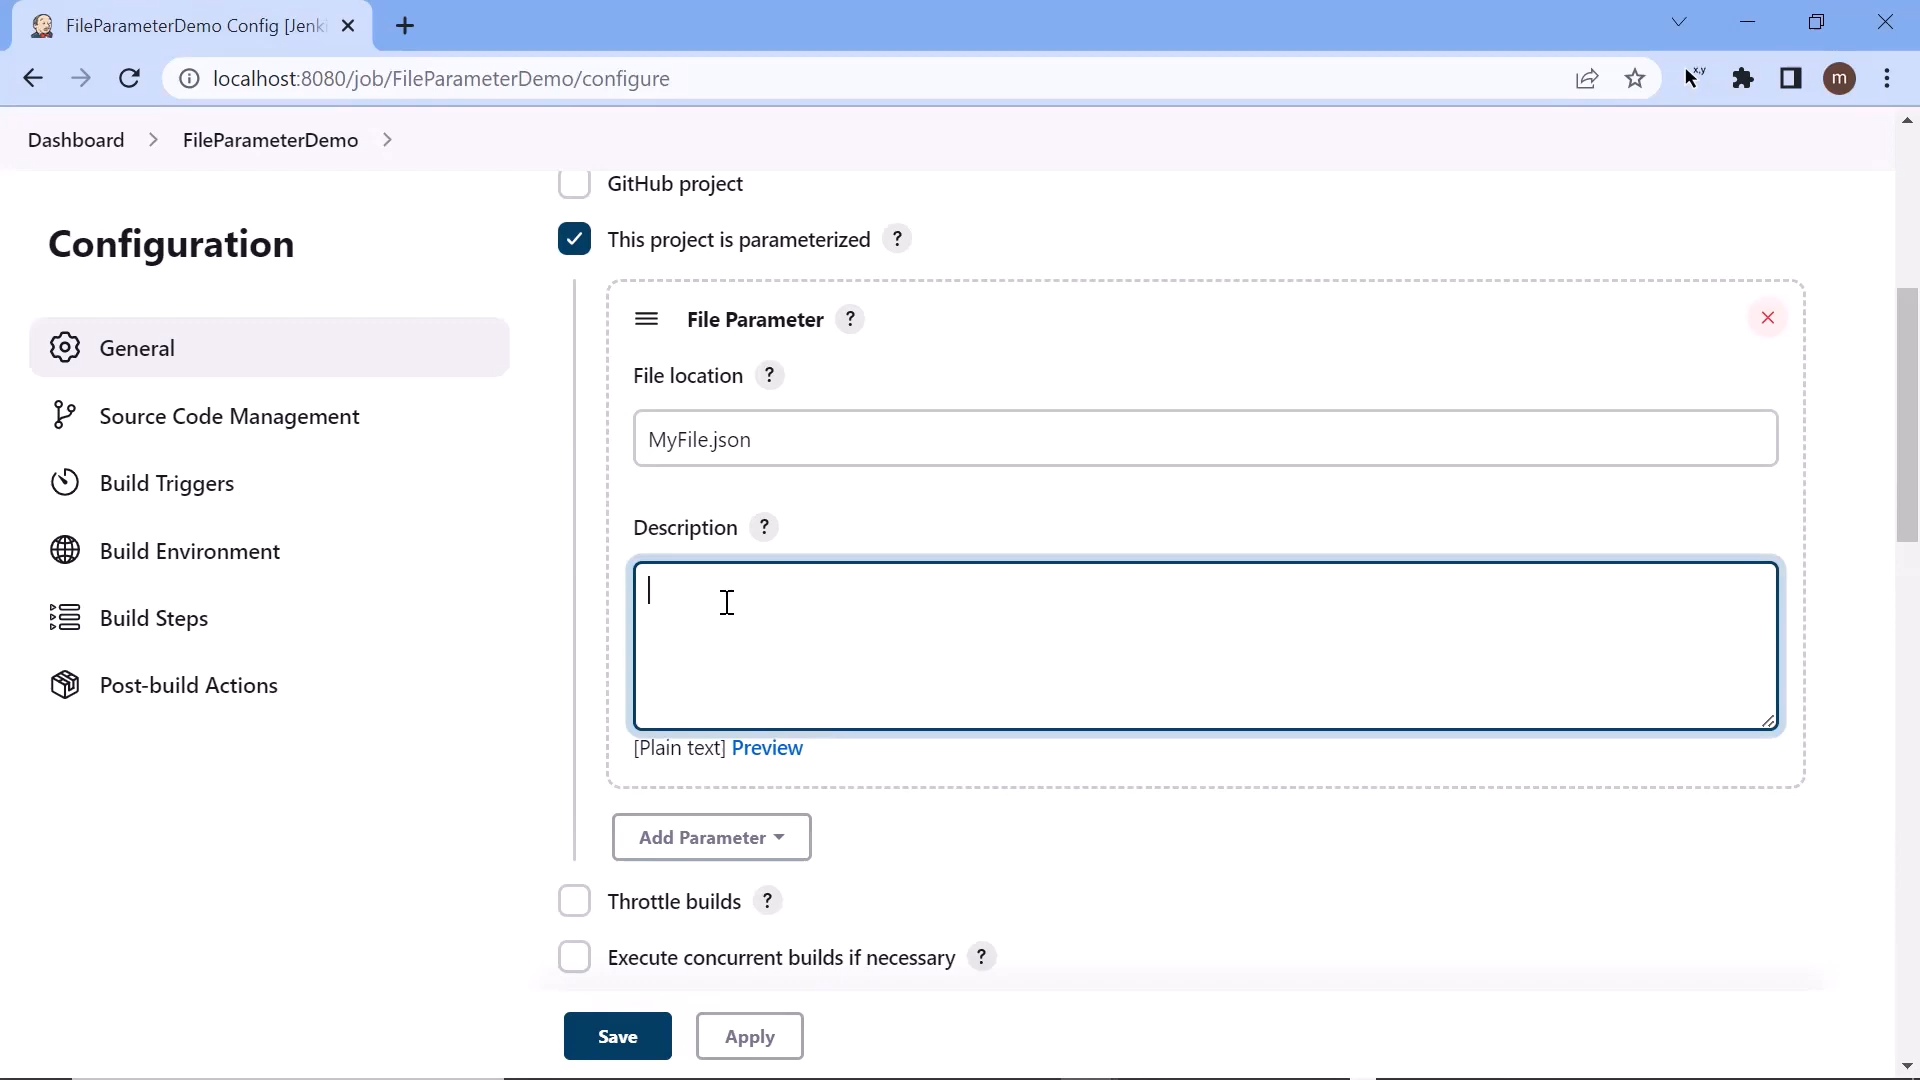 FileParameterDemo Config [Jenki
localhost:8080/job/FileParameterDemo/configure
x,y
m
Dashboard FileParameterDemo
GitHub project
Configuration
This project is parameterized ?
File Parameter ?
General
File location ?
Source Code Management
MyFile.json
Build Triggers
Description ?
Build Environment
Build Steps
Post-build Actions
[Plain text] Preview
Add Parameter
Throttle builds ?
Execute concurrent builds if necessary ?
Save Apply